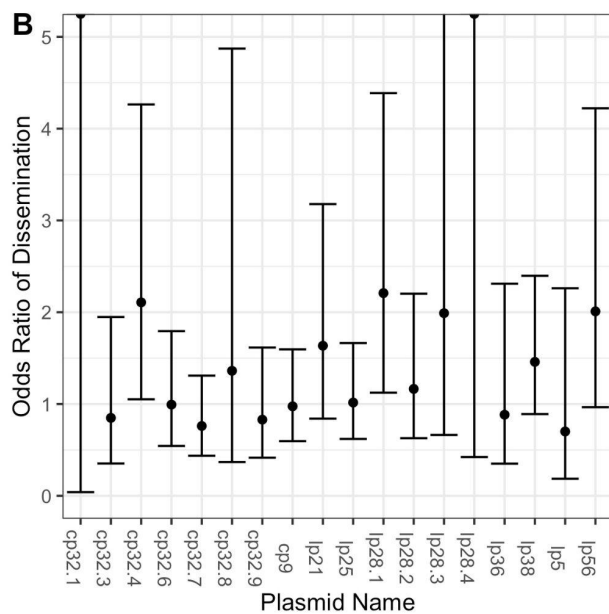 B
Odds Ratio of Dissemination
5
4
3
2
1
0
cp32.1
cp32.3
cp32.4
cp32.6
cp32.7
cp32.8
cp32.9
cp9
lp21
lp25
lp28.1
lp28.2
lp28.3
lp28.4
lp36
lp38
lp5
lp56
Plasmid Name